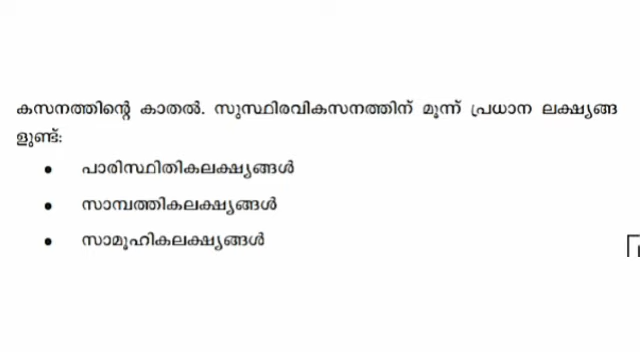 കസനത്തിന്റെ കാതൽ. സുസ്ഥിരവികസനത്തിന് മൂന്ന് പ്രധാന ലക്ഷ്യങ്ങ
ളുണ്ട്:
• പാരിസ്ഥിതികലക്ഷ്യങ്ങൾ
• സാമ്പത്തികലക്ഷ്യങ്ങൾ
• സാമൂഹികലക്ഷ്യങ്ങൾ